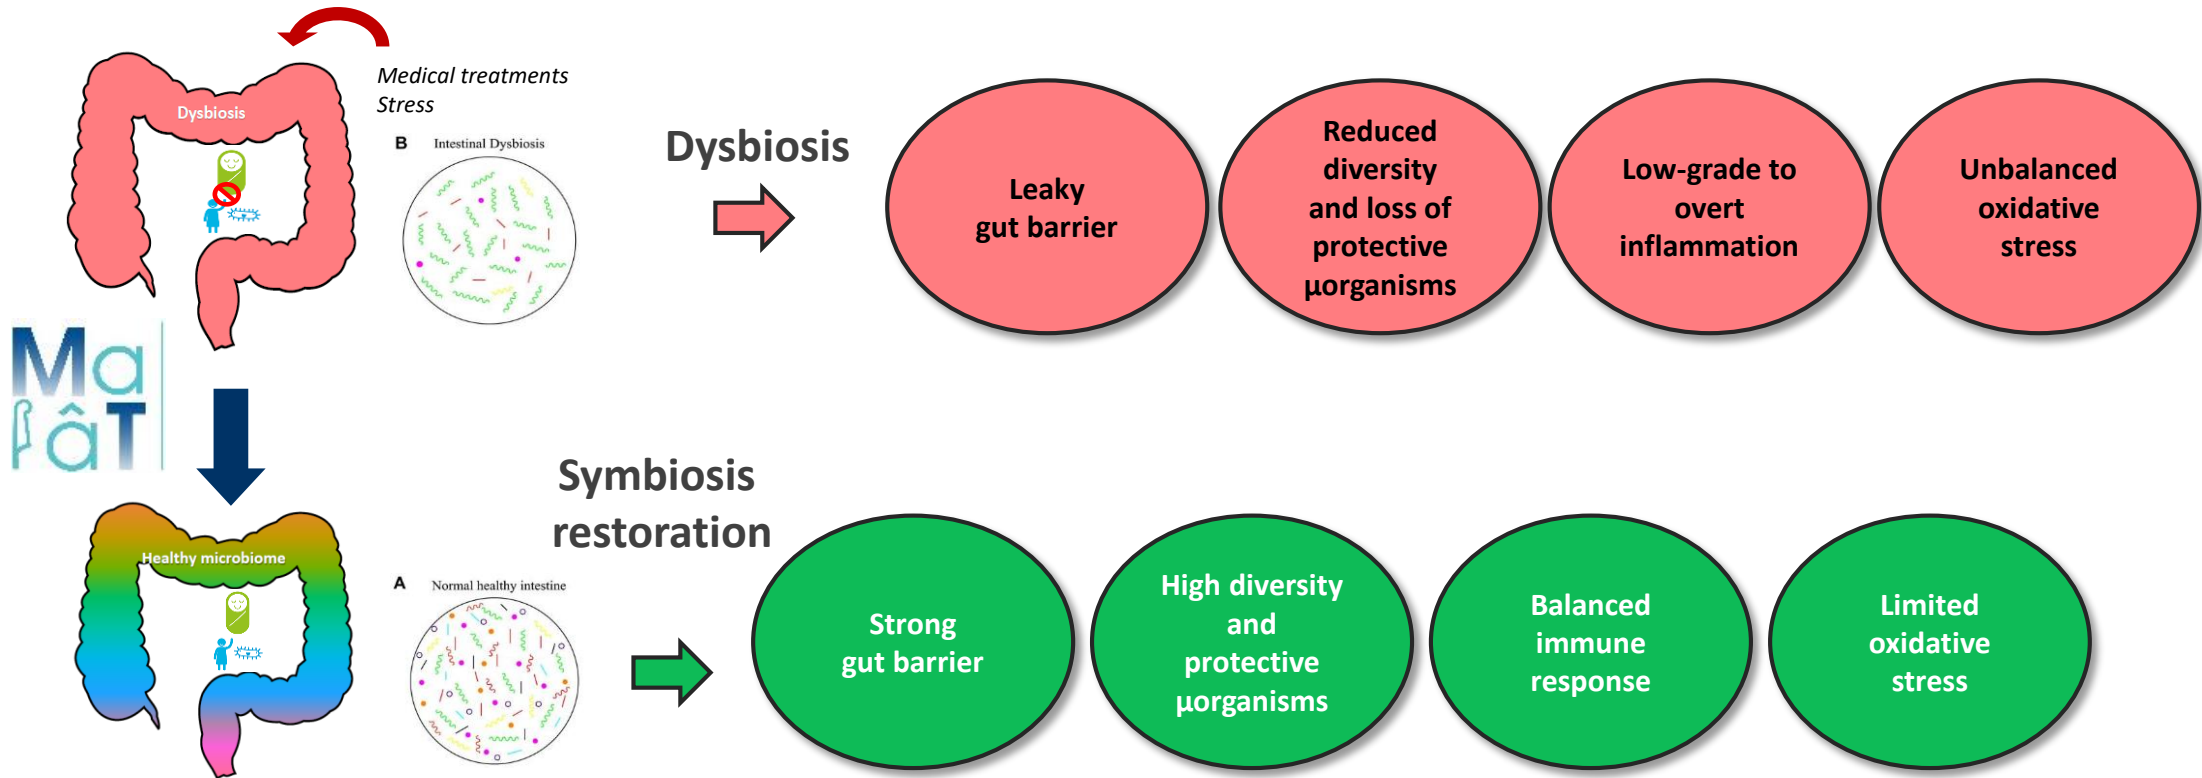 Medical treatments
Stress
Dysbiosis
B Intestinal Dysbiosis
Dysbiosis
Leaky
gut barrier
Reduced
diversity
and loss of
protective
µorganisms
Low-grade to
overt
inflammation
Unbalanced
oxidative
stress
Ma
âT
Symbiosis
restoration
Healthy microbiome
A Normal healthy intestine
Strong
gut barrier
High diversity
and
protective
µorganisms
Balanced
immune
response
Limited
oxidative
stress